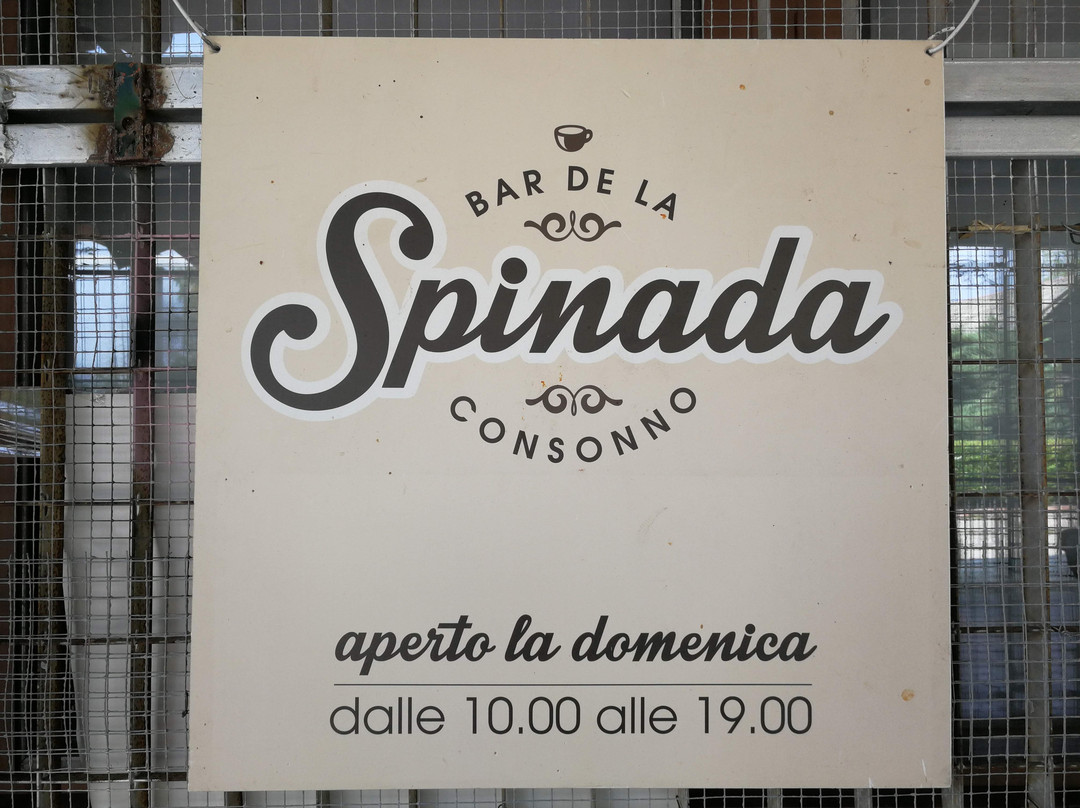 BAR DE LA
Spinada
CONSONNO
aperto la domenica
dalle 10.00 alle 19.00